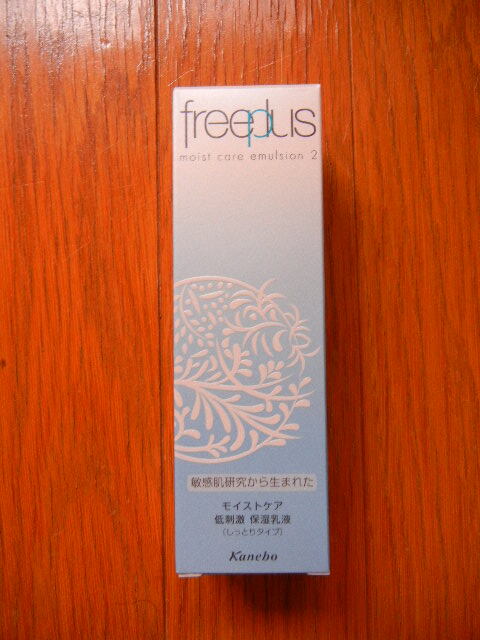 freeplus
moist care emulsion 2
敏感肌研究から生まれた
モイストケア
低刺激 保湿乳液
(しっとりタイプ)
Kanebo